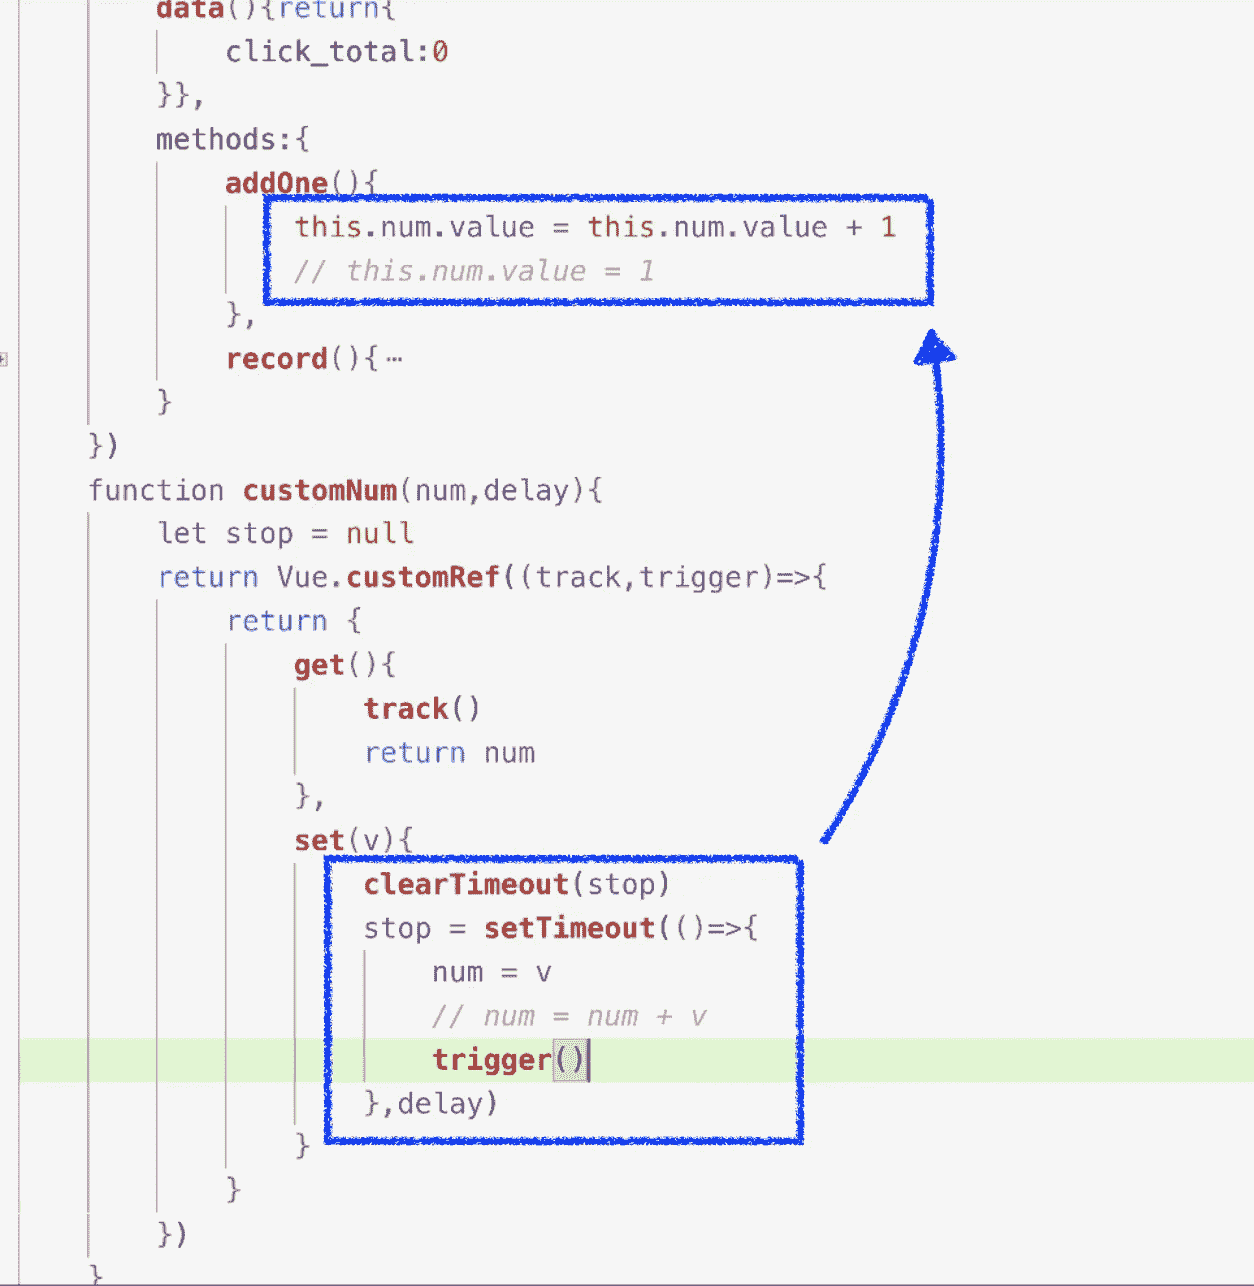 data(){return{
click_total:0
}},
methods:{
addOne(){
this.num.value = this.num.value + 1
// this.num.value = 1
},
record(){⋯
}
})
function customNum(num,delay){
let stop = null
return Vue.customRef((track,trigger)=>{
return {
get(){
track()
return num
},
set(v){
clearTimeout(stop)
stop = setTimeout(()=>{
num = v
// num = num + v
trigger()
},delay)
}
}
})
}